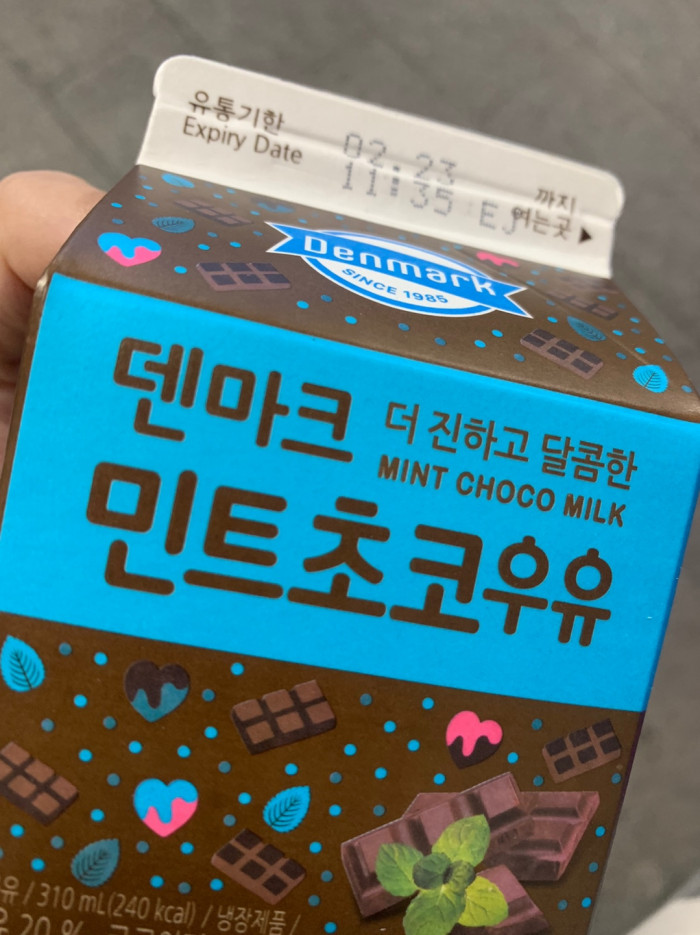 유통기한
Expiry Date
02.23
11:35 EJ
까지
여는곳
Denmark
SINCE 1985
덴마크
더 진하고 달콤한
MINT CHOCO MILK
민트초코우유
/ 310 mL(240 kcal) / 냉장제품 /
20 %